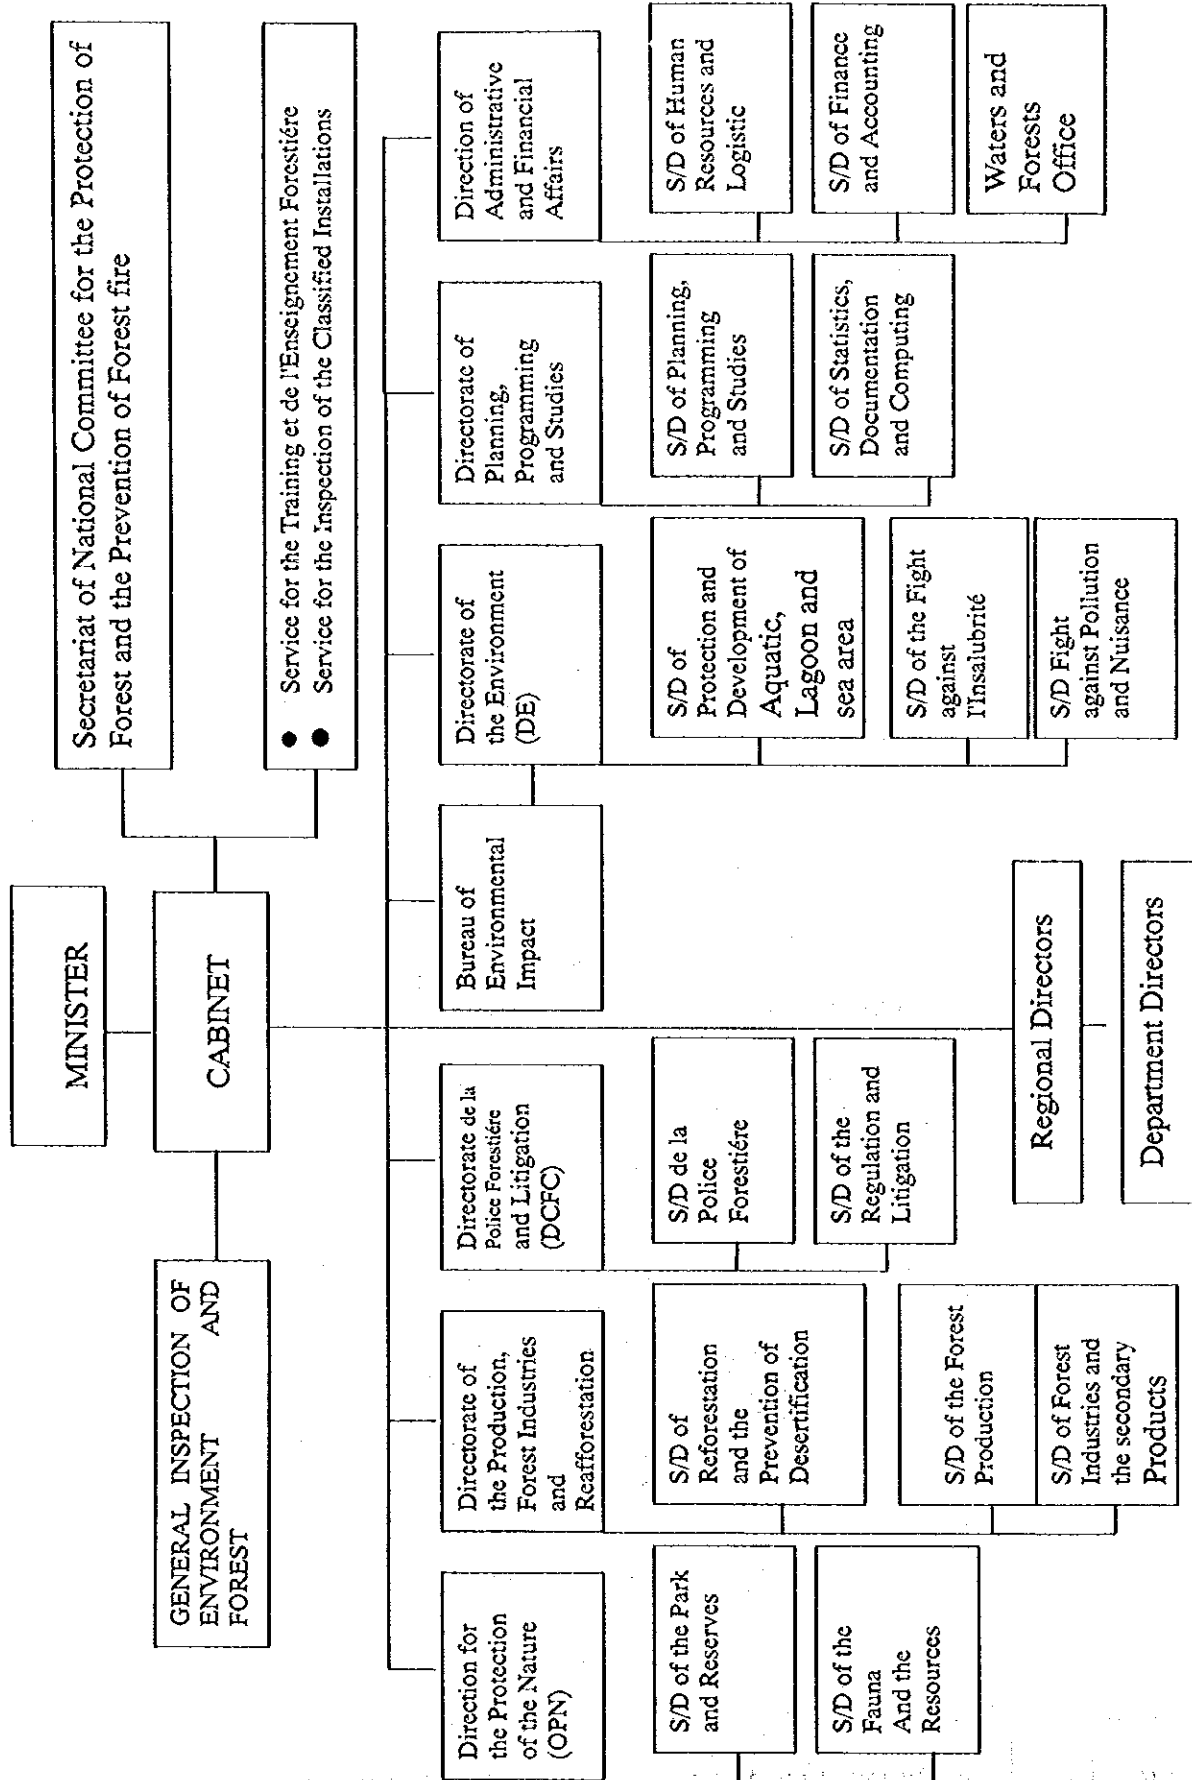 MINISTER
CABINET
GENERAL INSPECTION OF
ENVIRONMENT AND
FOREST
Secretariat of National Committee for the Protection of
Forest and the Prevention of Forest fire
● Service for the Training et de l'Enseignement Forestiére
● Service for the Inspection of the Classified Installations
Direction for
the Protection
of the Nature
(OPN)
Directorate of
the Production,
Forest Industries
and
Reafforestation
Directorate de la
Police Forestiére
and Litigation
(DCFC)
Bureau of
Environmental
Impact
Directorate of
the Environment
(DE)
Directorate of
Planning,
Programming
and Studies
Direction of
Administrative
and Financial
Affairs
S/D of the Park
and Reserves
S/D of the
Fauna
And the
Resources
S/D of
Reforestation
and the
Prevention of
Desertification
S/D of the Forest
Production
S/D of Forest
Industries and
the secondary
Products
S/D de la
Police
Forestiére
S/D of the
Regulation and
Litigation
S/D of
Protection and
Development of
Aquatic,
Lagoon and
sea area
S/D of the Fight
against
l'Insalubrité
S/D Fight
against Pollution
and Nuisance
S/D of Planning,
Programming
and Studies
S/D of Statistics,
Documentation
and Computing
S/D of Human
Resources and
Logistic
S/D of Finance
and Accounting
Waters and
Forests
Office
Regional Directors
Department Directors